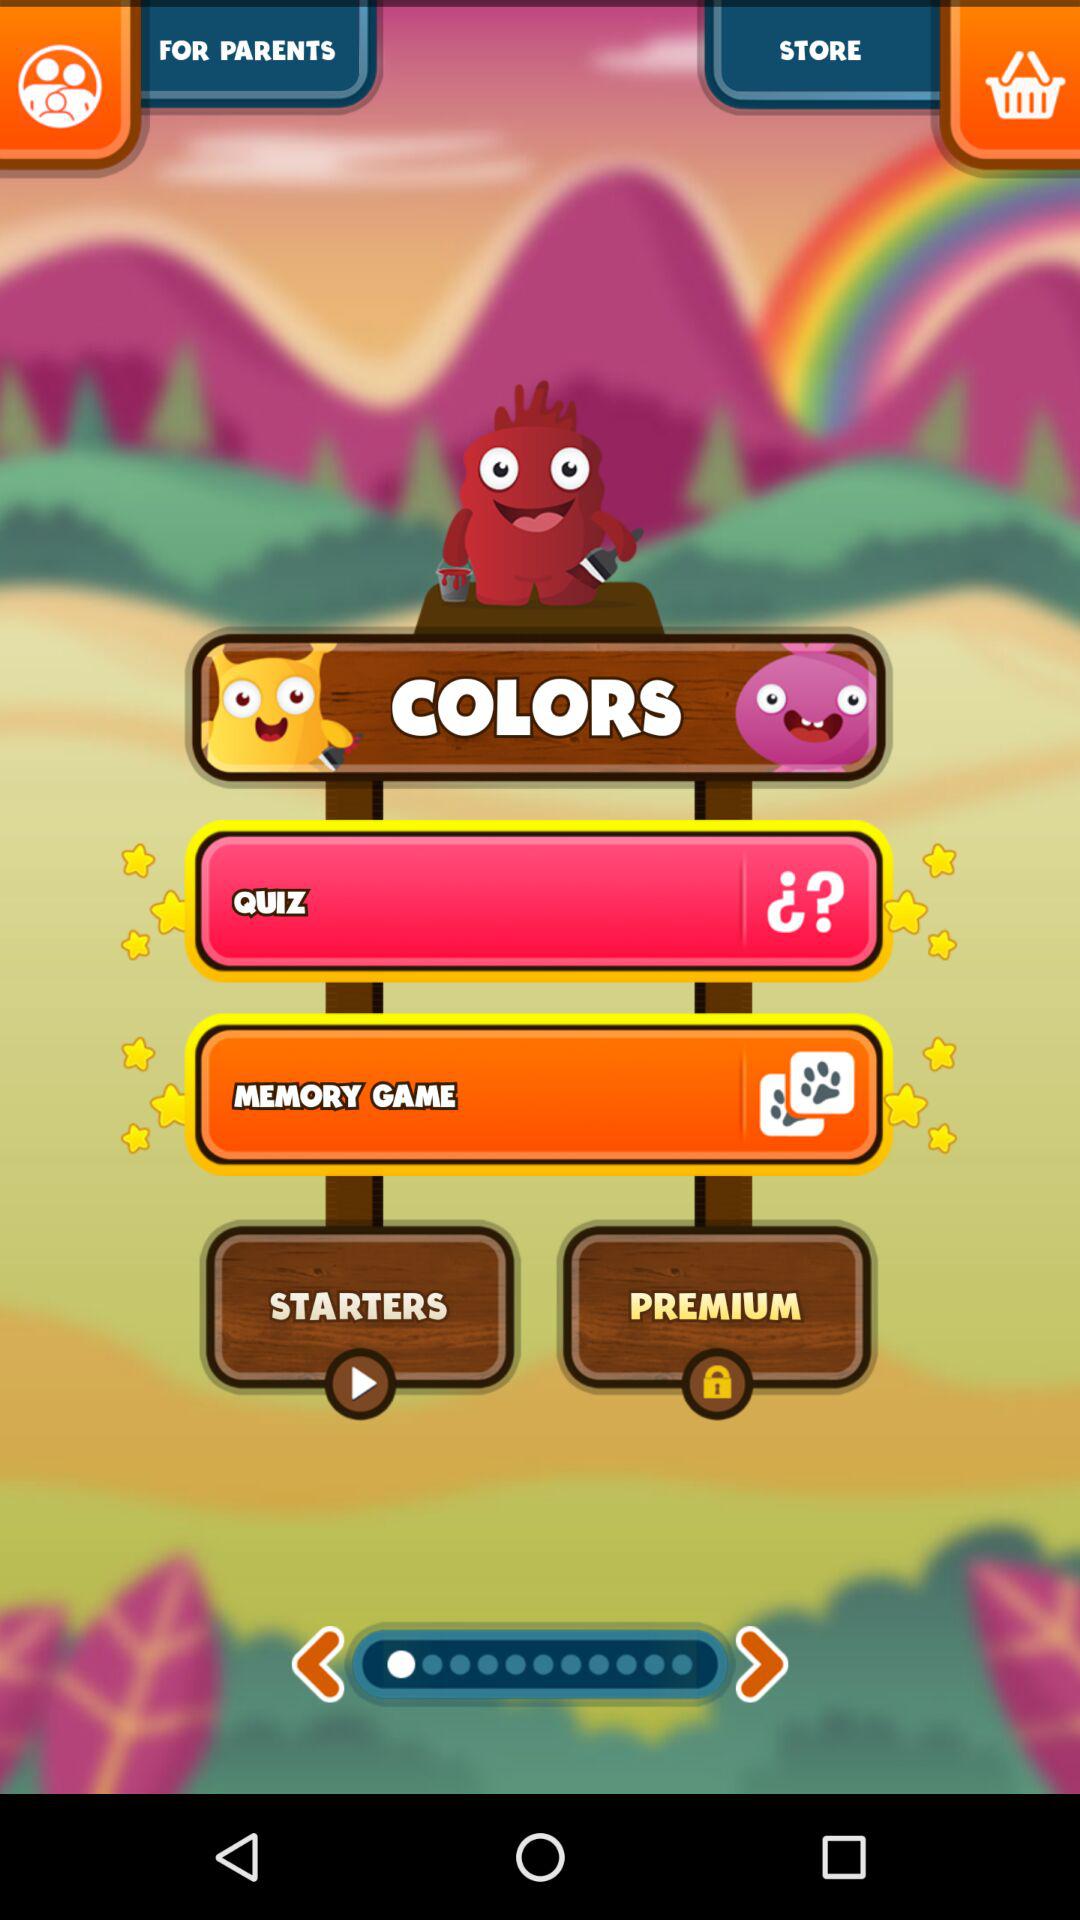 FOR PARENTS
STORE
COLORS
QUIZ
¿?
MEMORY GAME
STARTERS
PREMIUM